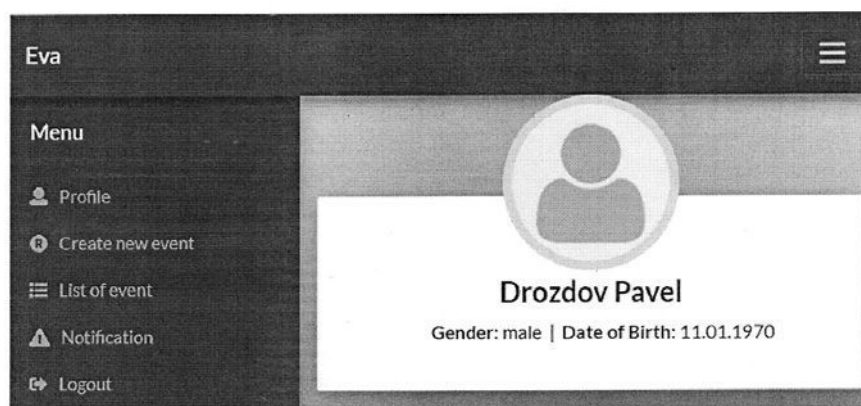 Eva
Menu
Profile
Create new event
List of event
Notification
Logout
Drozdov Pavel
Gender: male | Date of Birth: 11.01.1970